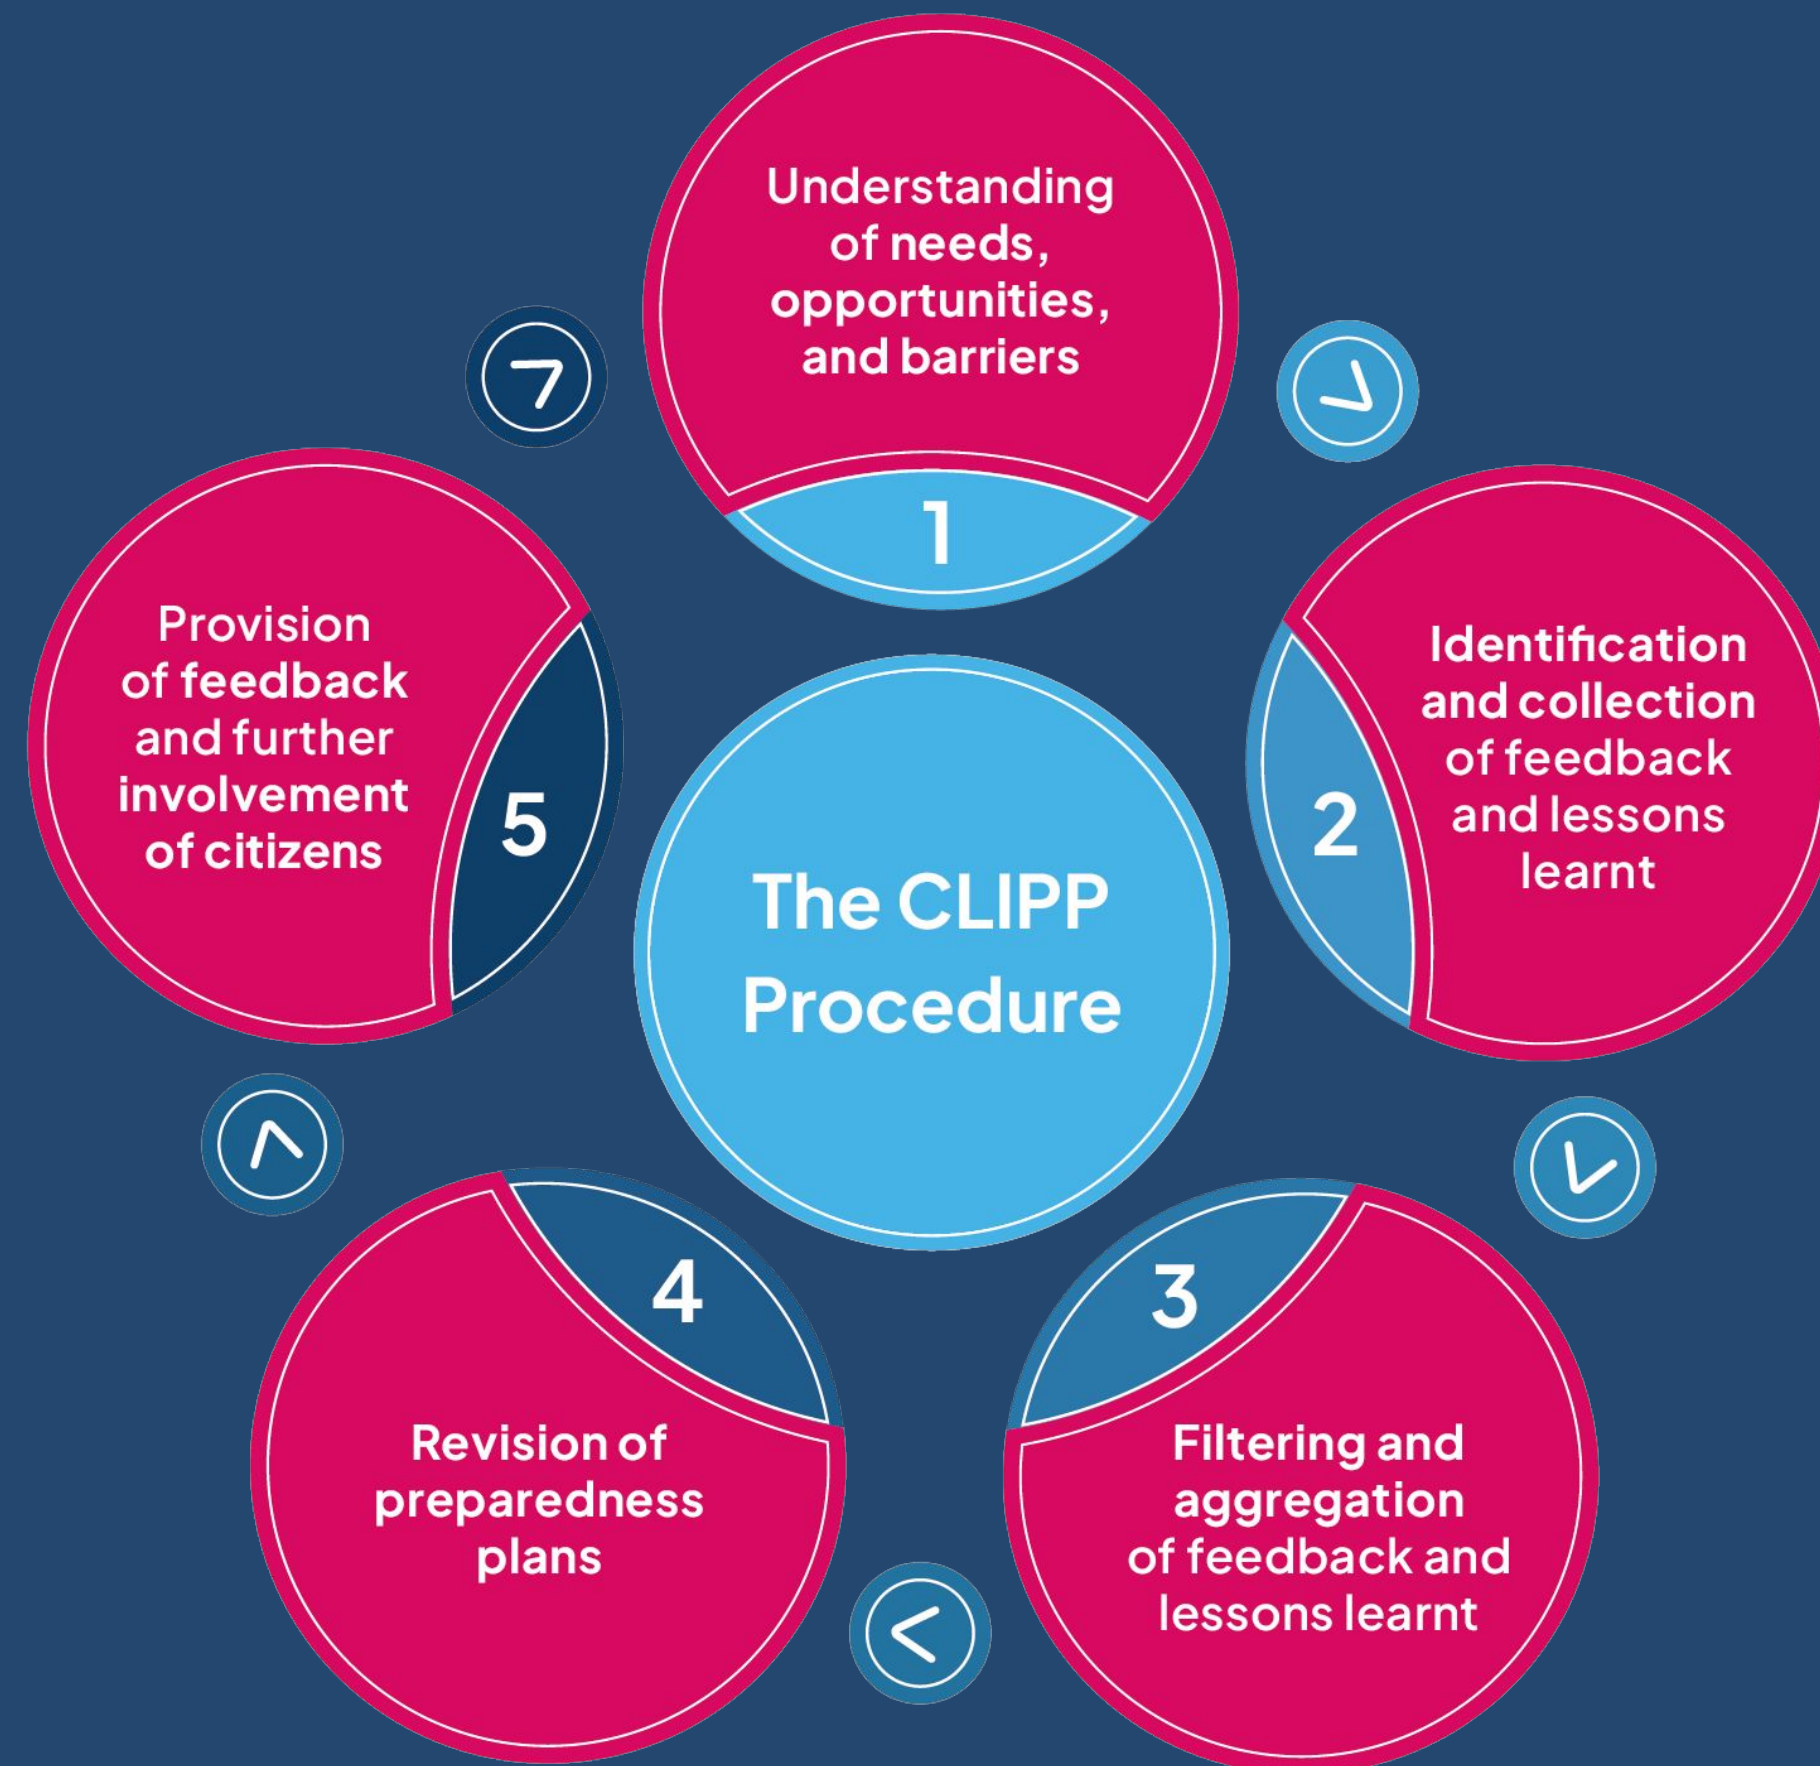 Understanding
of needs,
opportunities,
and barriers
1
Identification
and collection
of feedback
and lessons
learnt
2
Filtering and
aggregation
of feedback and
lessons learnt
3
Revision of
preparedness
plans
4
Provision
of feedback
and further
involvement
of citizens
5
The CLIPP
Procedure